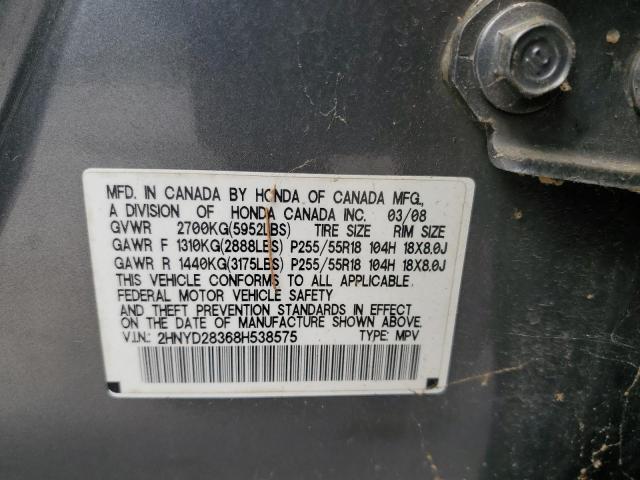 MFD. IN CANADA BY HONDA OF CANADA MFG.,
A DIVISION OF HONDA CANADA INC. 03/08
GVWR 2700KG(5952LBS) TIRE SIZE RIM SIZE
GAWR F 1310KG(2888LBS) P255/55R18 104H 18X8.0J
GAWR R 1440KG(3175LBS) P255/55R18 104H 18X8.0J
THIS VEHICLE CONFORMS TO ALL APPLICABLE
FEDERAL MOTOR VEHICLE SAFETY
AND THEFT PREVENTION STANDARDS IN EFFECT
ON THE DATE OF MANUFACTURE SHOWN ABOVE.
V.I.N.: 2HNYD28368H538575 TYPE: MPV